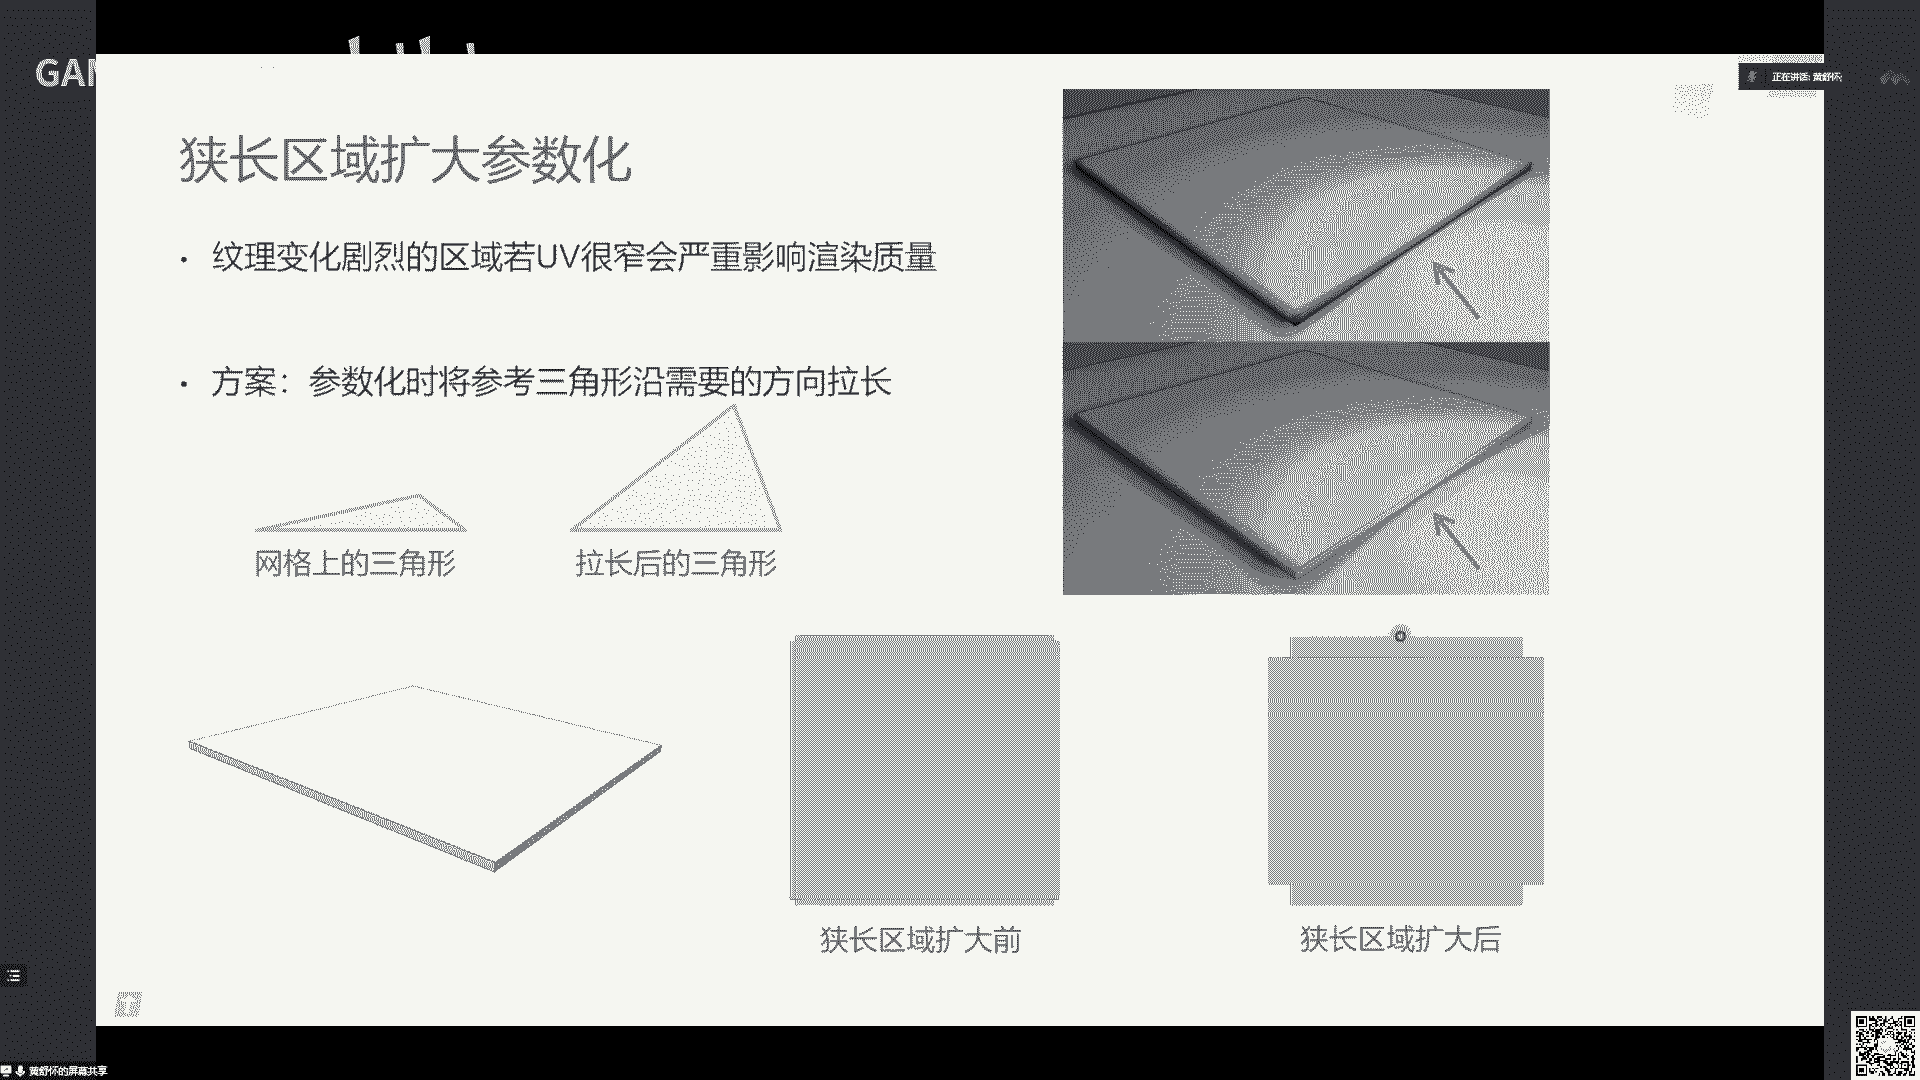 GAM
正在讲话: 黄舒怀
狭长区域扩大参数化
• 纹理变化剧烈的区域若UV很窄会严重影响渲染质量
• 方案：参数化时将参考三角形沿需要的方向拉长
网格上的三角形
拉长后的三角形
狭长区域扩大前
狭长区域扩大后
黄舒怀的屏幕共享